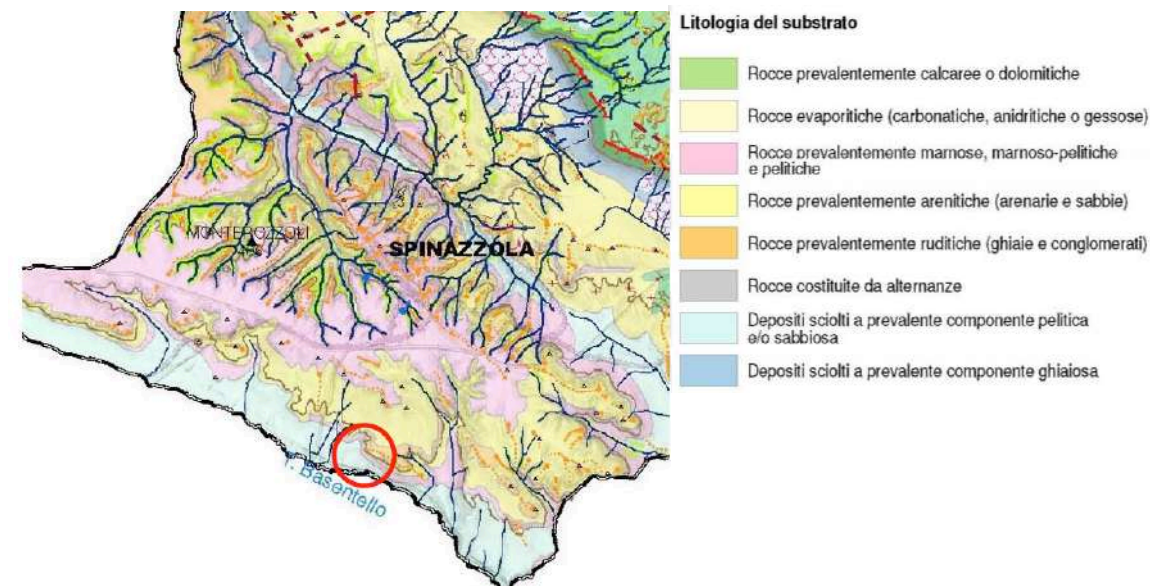 MONTEROZZOLI
SPINAZZOLA
T. Basentello
Litologia del substrato
Rocce prevalentemente calcaree o dolomitiche
Rocce evaporitiche (carbonatiche, anidritiche o gessose)
Rocce prevalentemente marnose, marnoso-pelitiche
e pelitiche
Rocce prevalentemente arenitiche (arenarie e sabbie)
Rocce prevalentemente ruditiche (ghiaie e conglomerati)
Rocce costituite da alternanze
Depositi sciolti a prevalente componente pelitica
e/o sabbiosa
Depositi sciolti a prevalente componente ghiaiosa